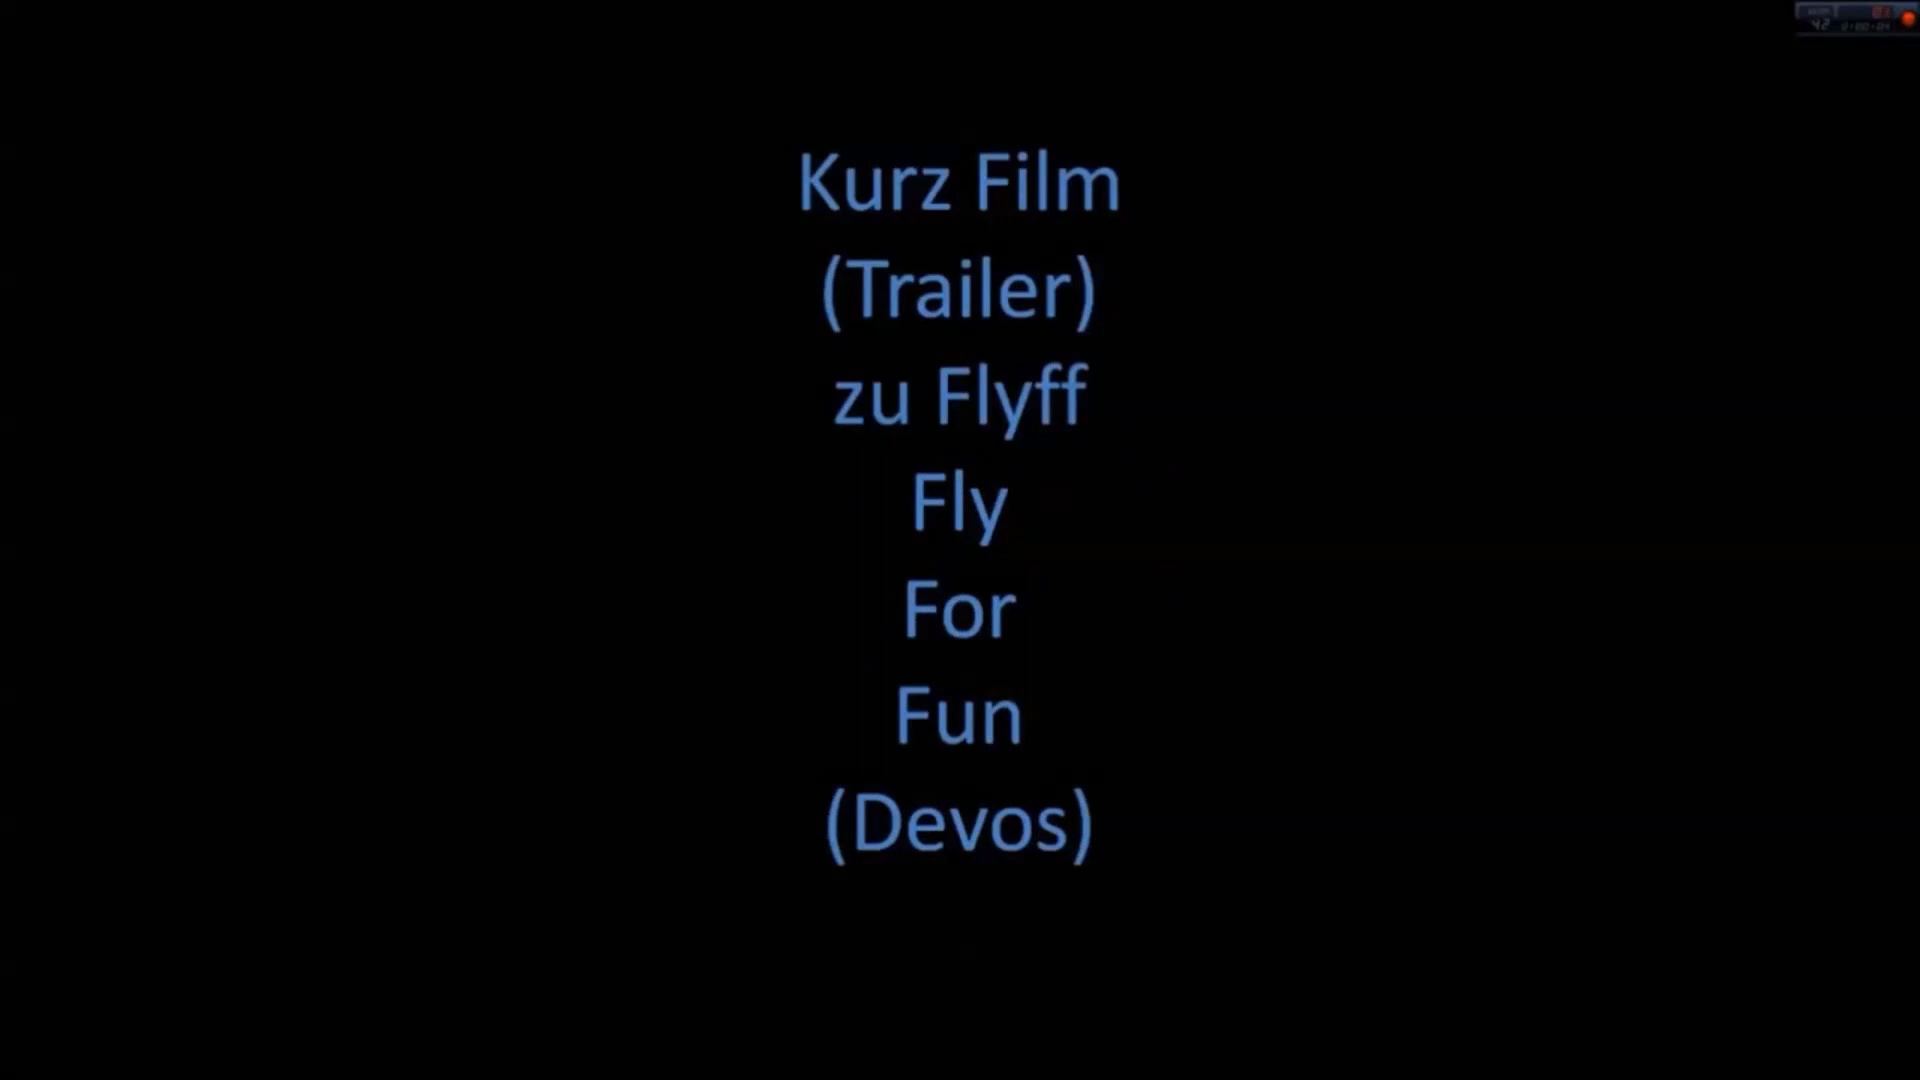 Kurz Film
(Trailer)
zu Flyff
Fly
For
Fun
(Devos)